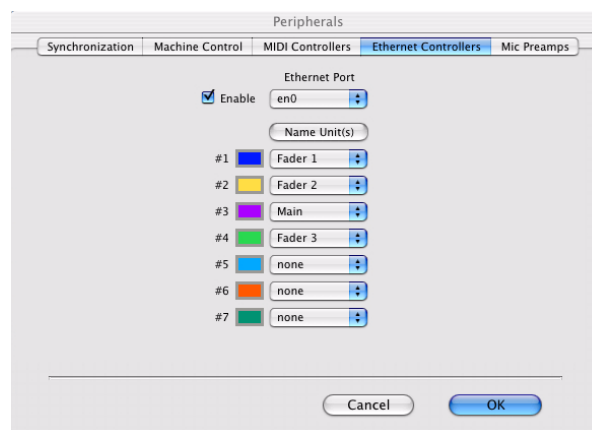 Peripherals
Synchronization Machine Control MIDI Controllers Ethernet Controllers Mic Preamps
Ethernet Port
Enable en0
Name Unit(s)
#1 Fader 1
#2 Fader 2
#3 Main
#4 Fader 3
#5 none
#6 none
#7 none
Cancel OK